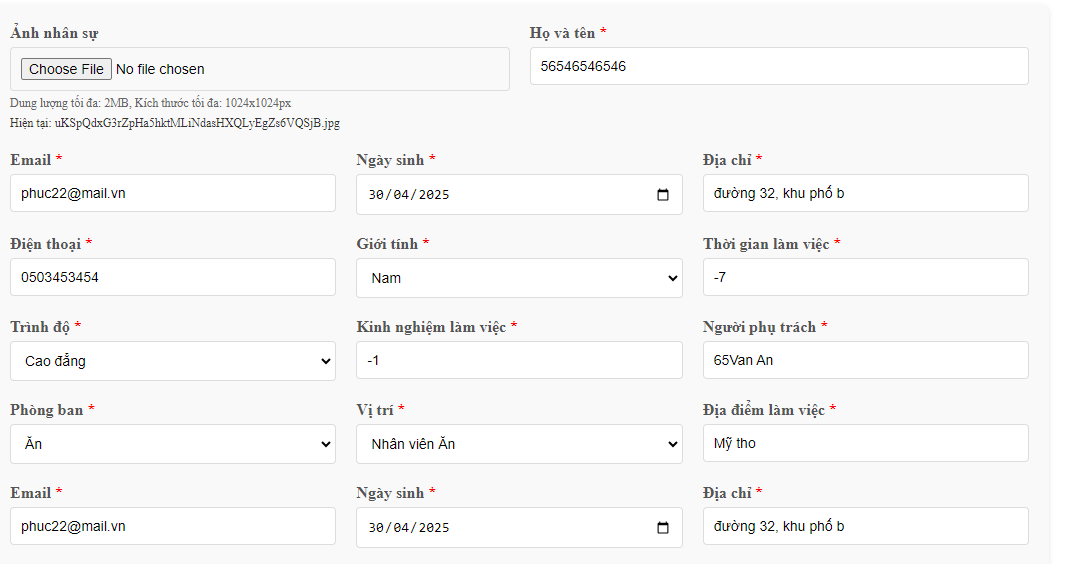 Ảnh nhân sự
Họ và tên *
Choose File No file chosen
56546546546
Dung lượng tối đa: 2MB, Kích thước tối đa: 1024x1024px
Hiện tại: uKSpQdxG3rZpHa5hktMLiNdasHXQLyEgZs6VQSjB.jpg
Email *
Ngày sinh *
Địa chỉ *
phuc22@mail.vn
30/04/2025
đường 32, khu phố b
Điện thoại *
Giới tính *
Thời gian làm việc *
0503453454
Nam
-7
Trình độ *
Kinh nghiệm làm việc *
Người phụ trách *
Cao đẳng
-1
65Van An
Phòng ban *
Vị trí *
Địa điểm làm việc *
Ăn
Nhân viên Ăn
Mỹ tho
Email *
Ngày sinh *
Địa chỉ *
phuc22@mail.vn
30/04/2025
đường 32, khu phố b